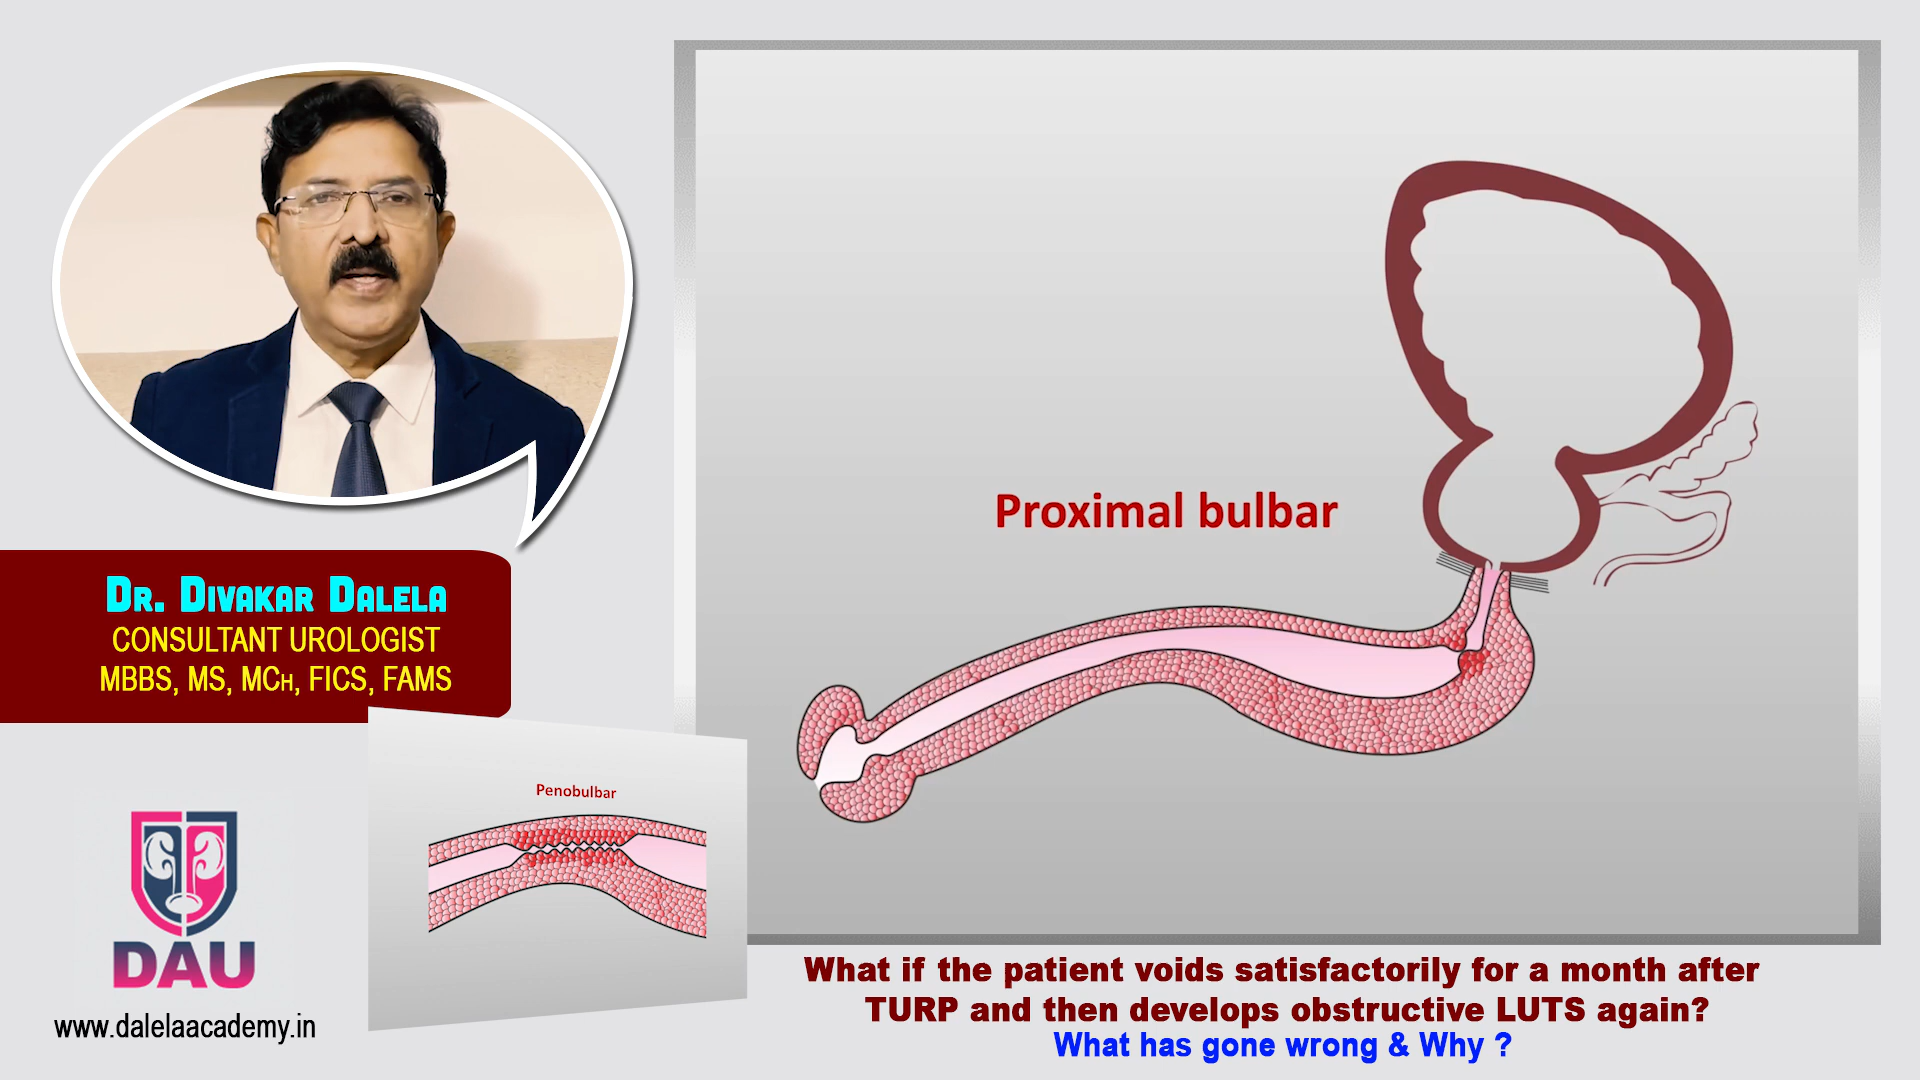 Proximal bulbar
DR. DIVAKAR DALELA
CONSULTANT UROLOGIST
MBBS, MS, MCH, FICS, FAMS
Penobulbar
DAU
www.dalelaacademy.in
What if the patient voids satisfactorily for a month after
TURP and then develops obstructive LUTS again?
What has gone wrong & Why ?